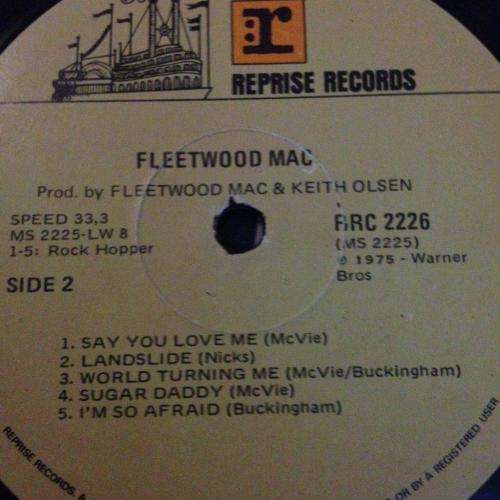 r
REPRISE RECORDS
FLEETWOOD MAC
Prod. by FLEETWOOD MAC & KEITH OLSEN
SPEED 33,3
MS 2225-LW 8
1-5: Rock Hopper
RRC 2226
(MS 2225)
℗ 1975 - Warner
Bros
SIDE 2
1. SAY YOU LOVE ME (McVie)
2. LANDSLIDE (Nicks)
3. WORLD TURNING ME (McVie/Buckingham)
4. SUGAR DADDY (McVie)
5. I'M SO AFRAID (Buckingham)
REPRISE RECORDS, A
OR BY A REGISTERED USER